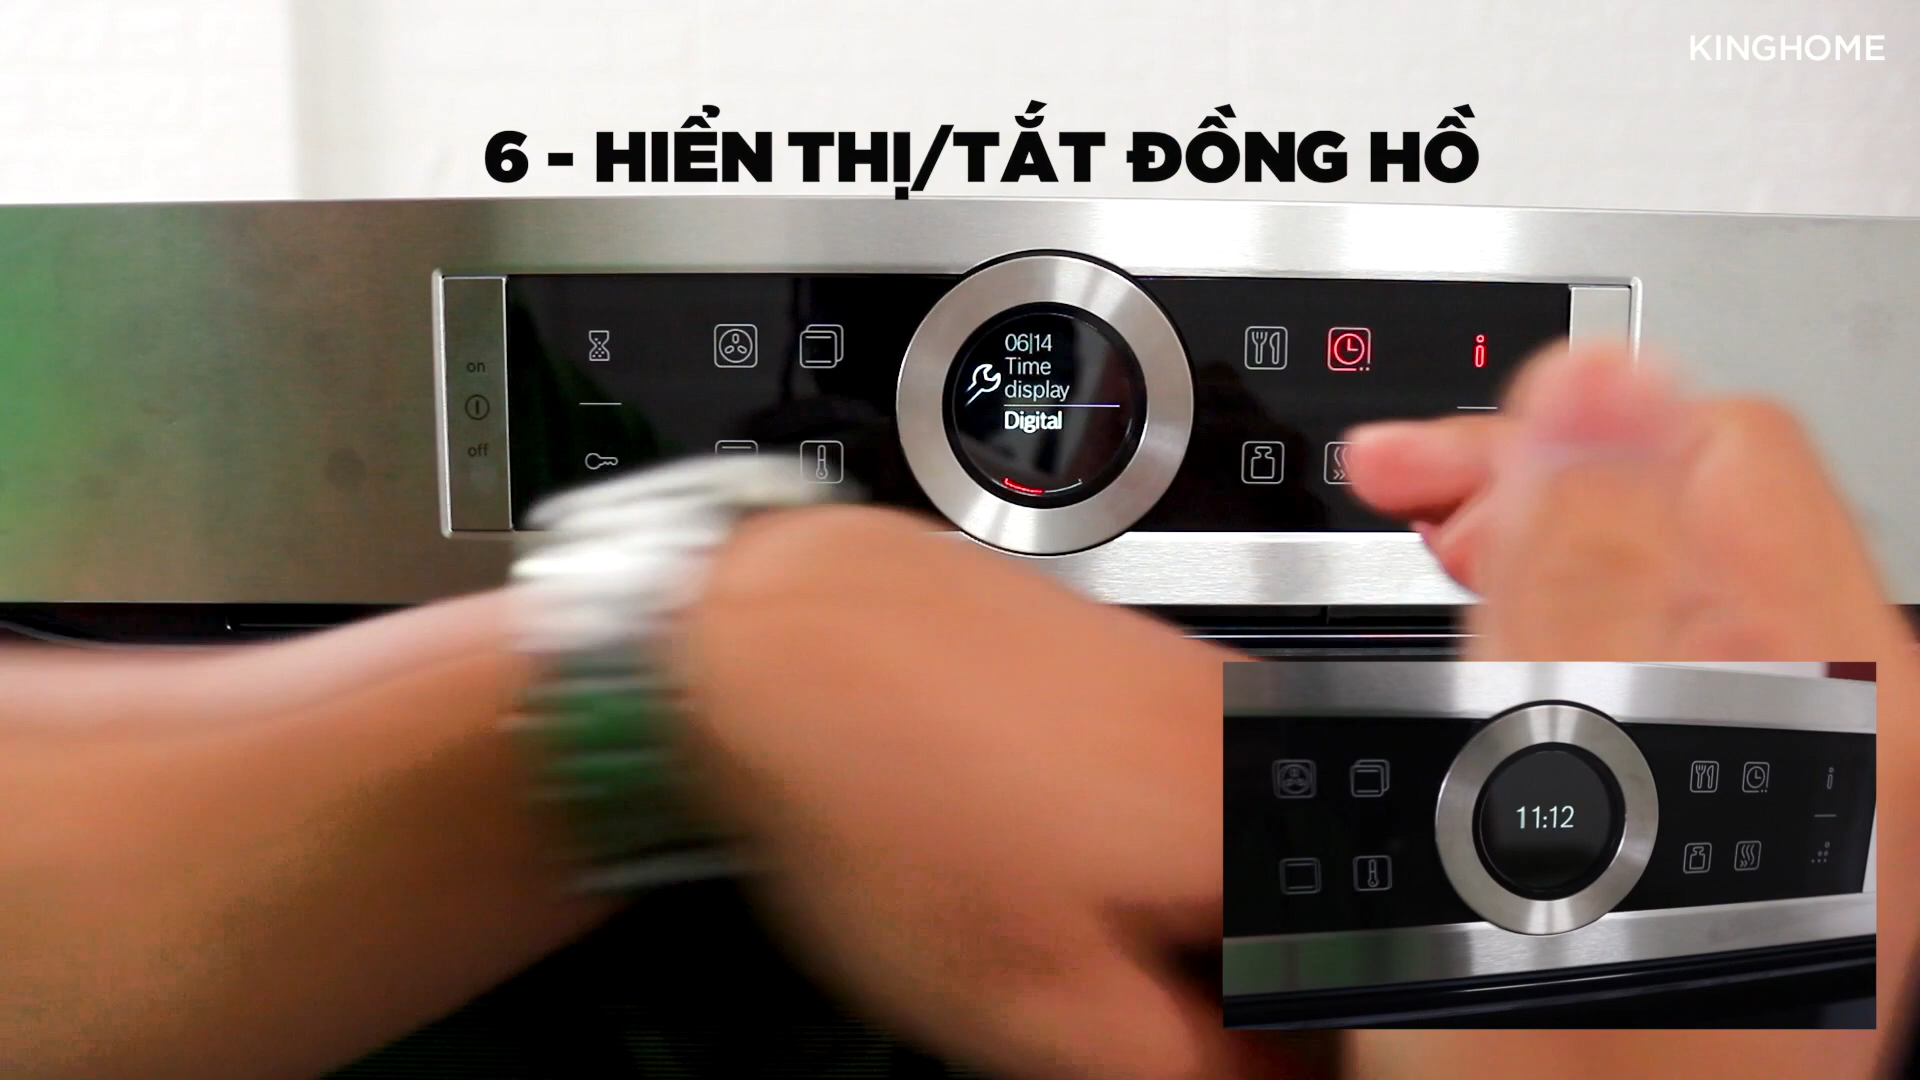 KINGHOME
6 - HIỂN THỊ/TẮT ĐỒNG HỒ
on
off
06|14
Time
display
Digital
i
11:12
i